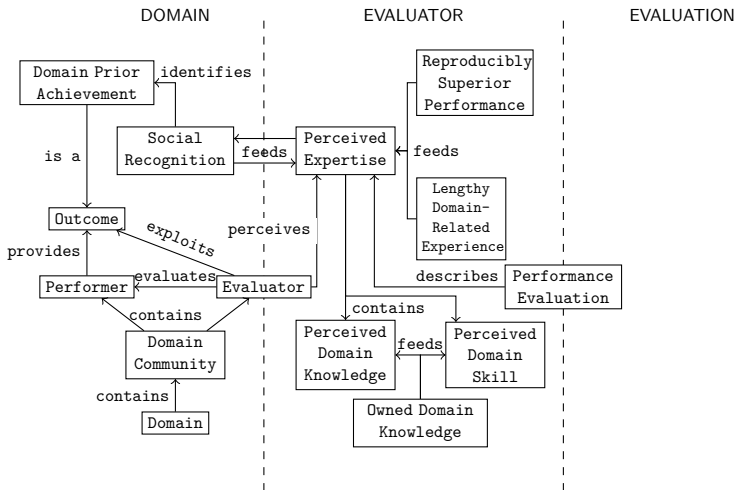 DOMAIN
EVALUATOR
EVALUATION
Domain Prior
Achievement
identifies
Reproducibly
Superior
Performance
Social
Recognition
feeds
Perceived
Expertise
feeds
is a
Lengthy
Domain-
Related
Experience
Outcome
exploits
perceives
provides
Performer
evaluates
Evaluator
describes
Performance
Evaluation
contains
contains
Domain
Community
Perceived
Domain
Knowledge
feeds
Perceived
Domain
Skill
contains
Domain
Owned Domain
Knowledge